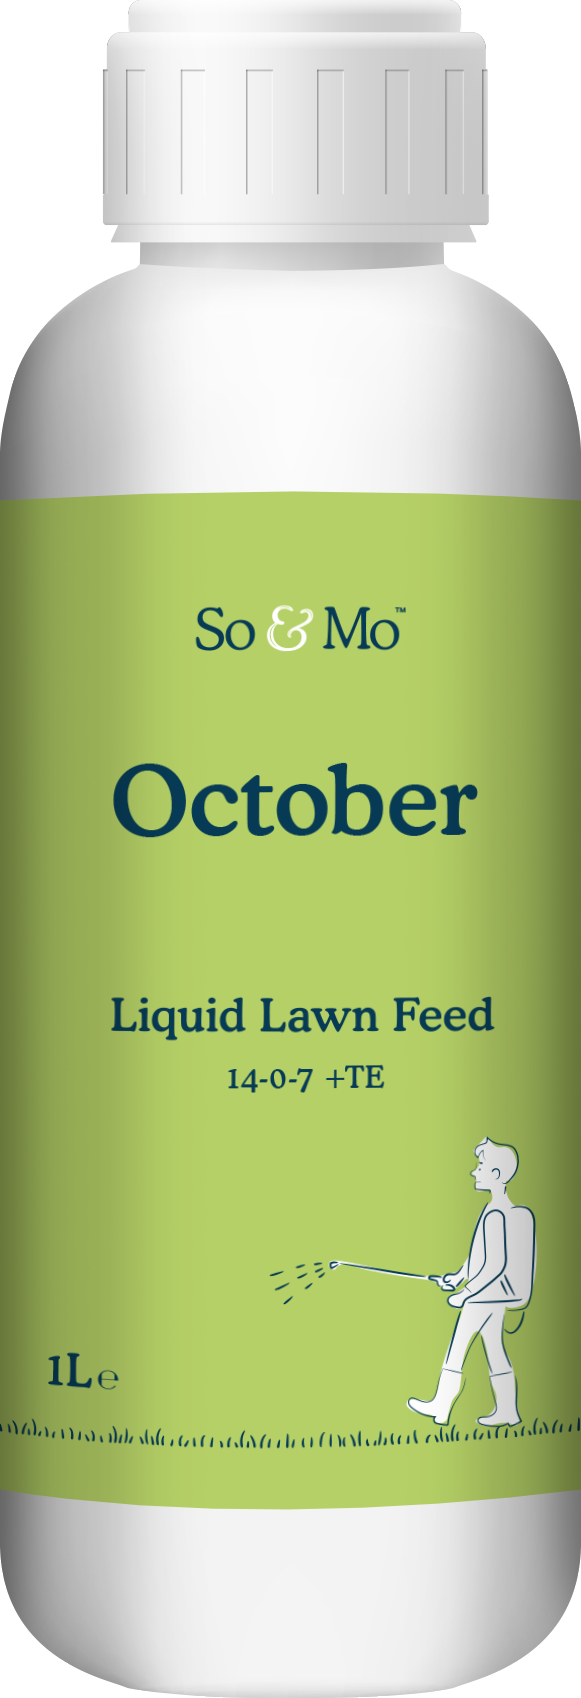 So & Mo™
October
Liquid Lawn Feed
14-0-7 +TE
1L℮